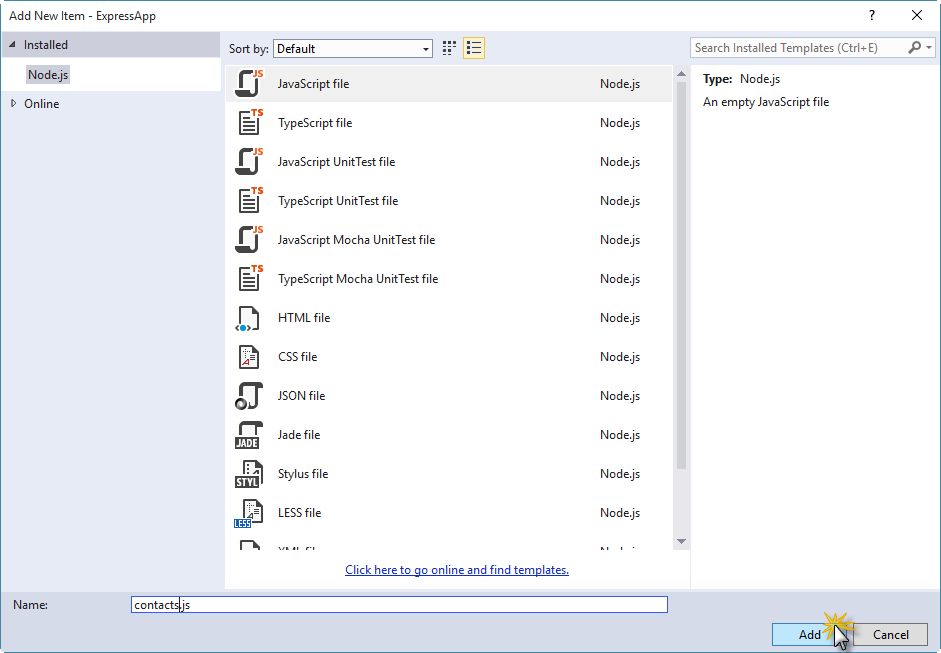 Add New Item - ExpressApp
?
Installed
Node.js
Online
Sort by: Default
Search Installed Templates (Ctrl+E)
JS JavaScript file Node.js
TS TypeScript file Node.js
JS JavaScript UnitTest file Node.js
TS TypeScript UnitTest file Node.js
JS JavaScript Mocha UnitTest file Node.js
TS TypeScript Mocha UnitTest file Node.js
HTML file Node.js
CSS file Node.js
JSON file Node.js
JADE Jade file Node.js
STYL Stylus file Node.js
LESS LESS file Node.js
Click here to go online and find templates.
Type: Node.js
An empty JavaScript file
Name: contacts.js
Add Cancel